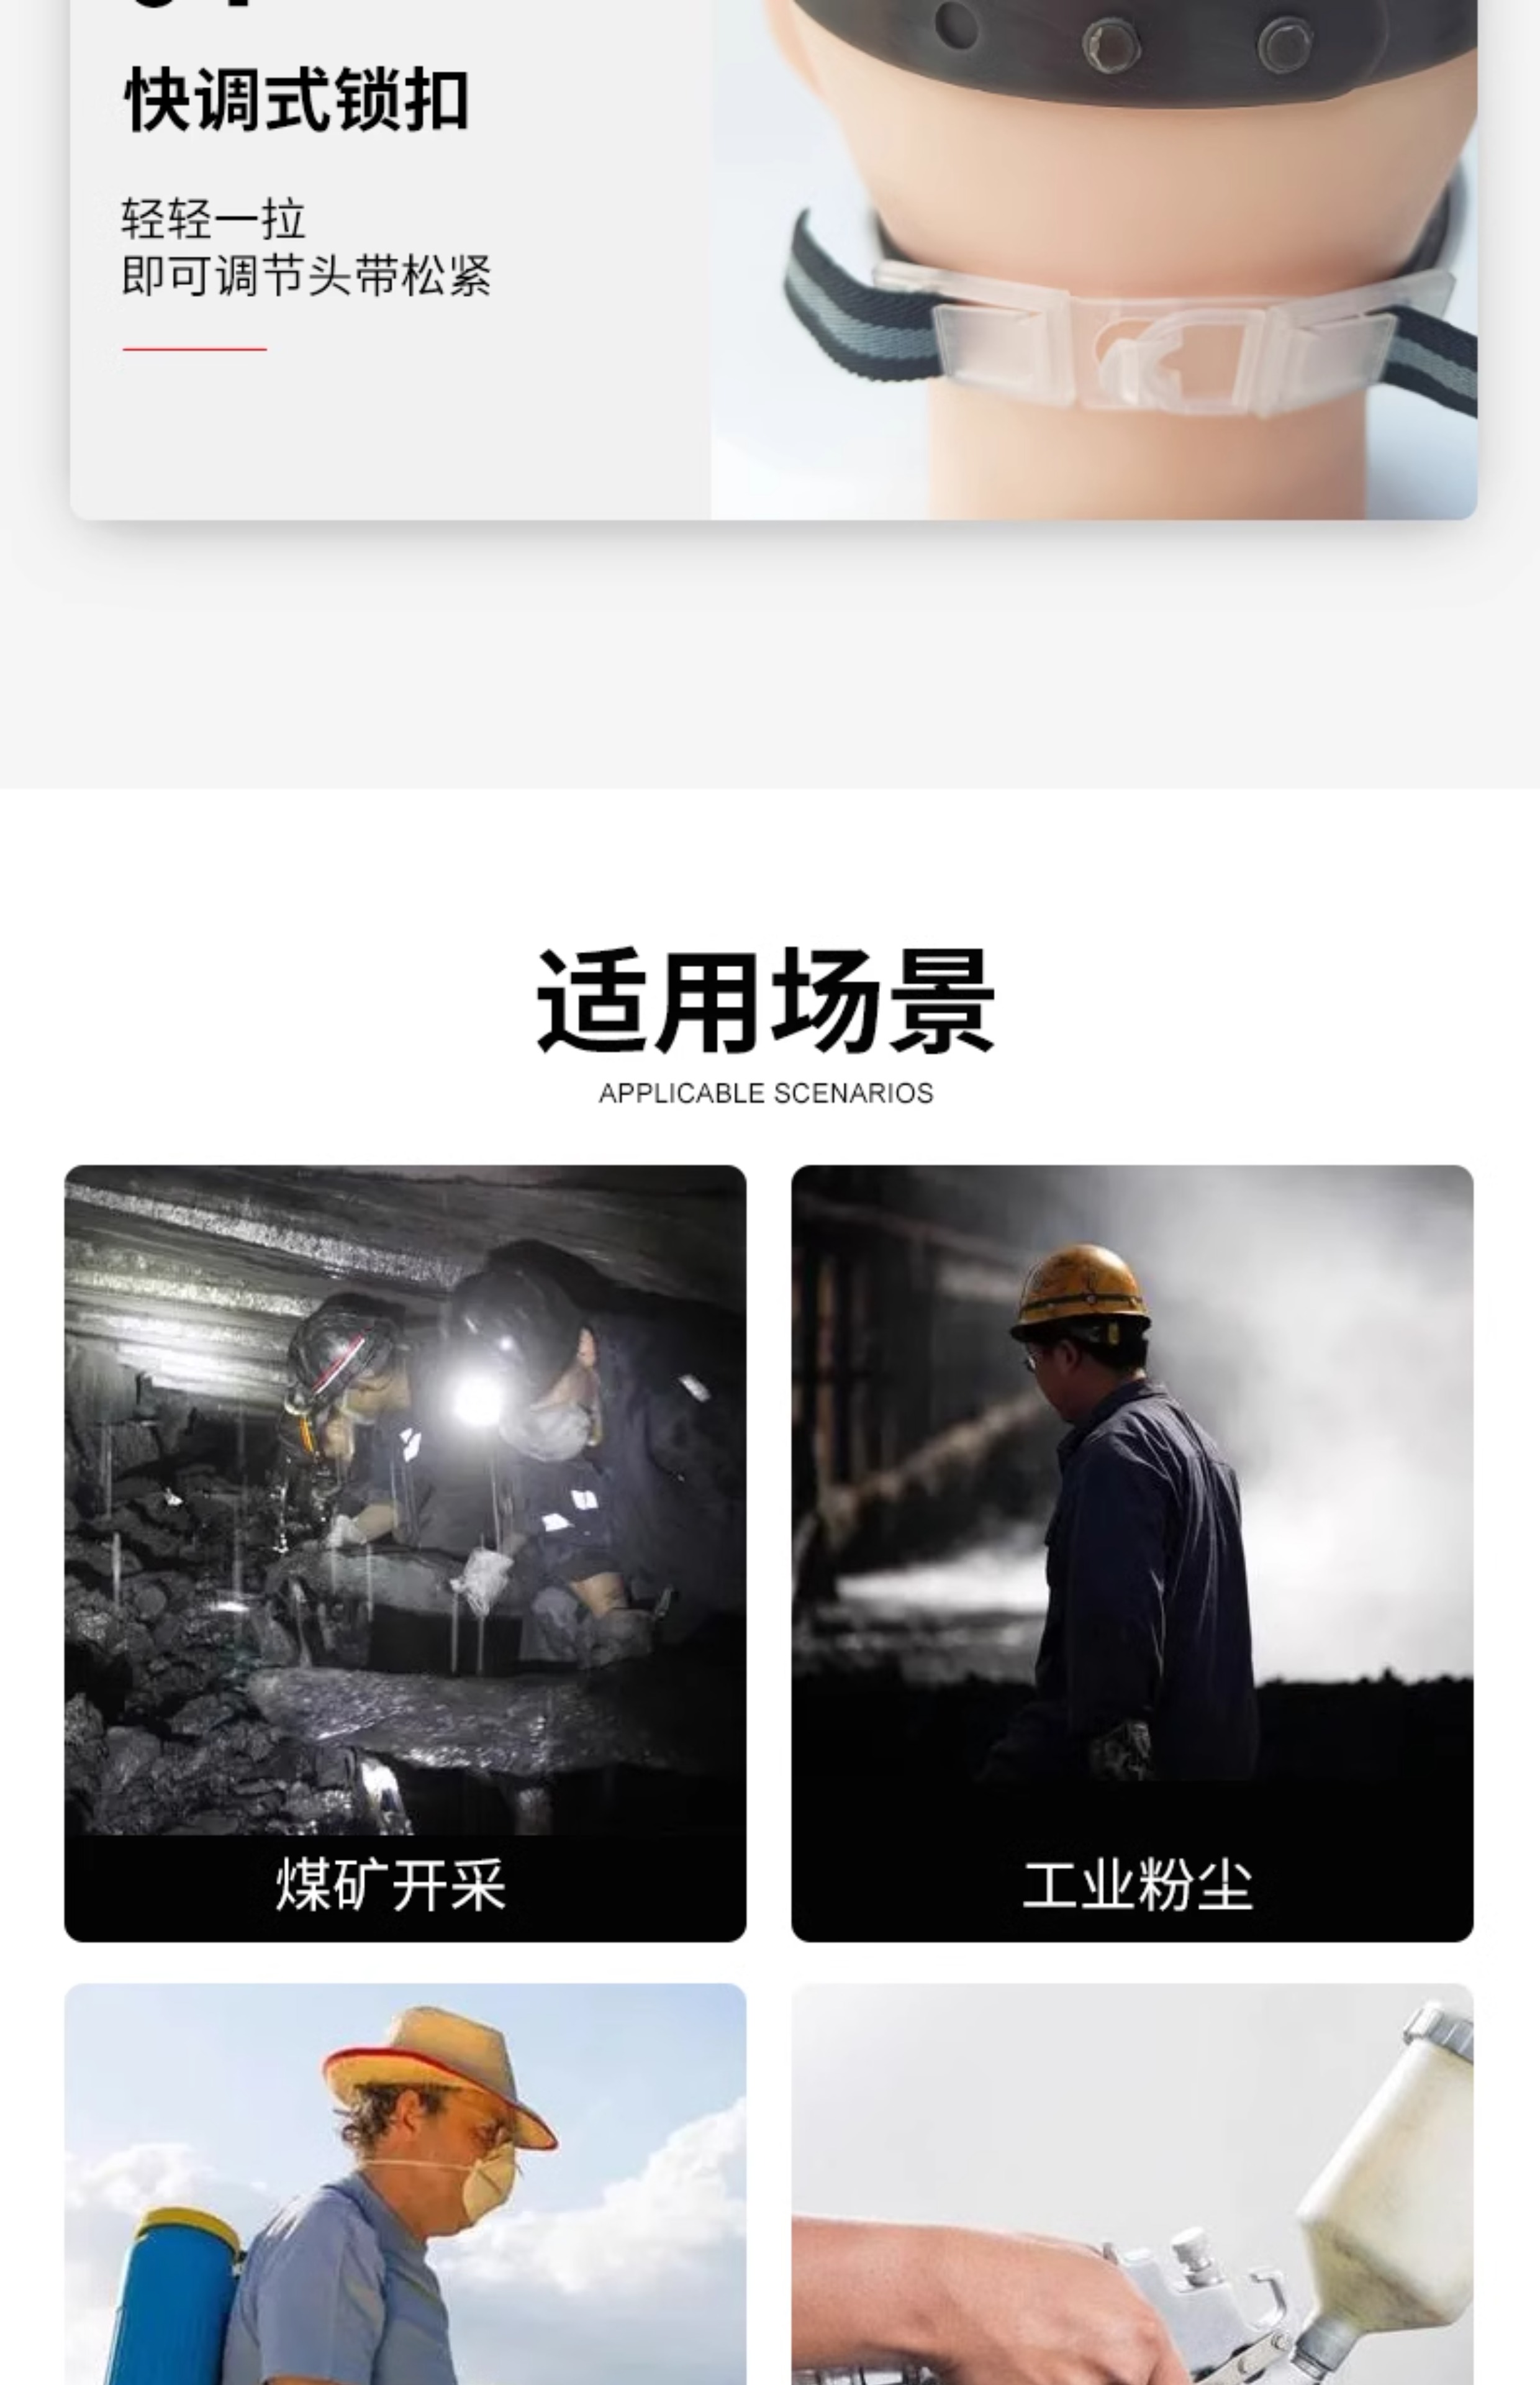 快调式锁扣
轻轻一拉
即可调节头带松紧
适用场景
APPLICABLE SCENARIOS
煤矿开采
工业粉尘